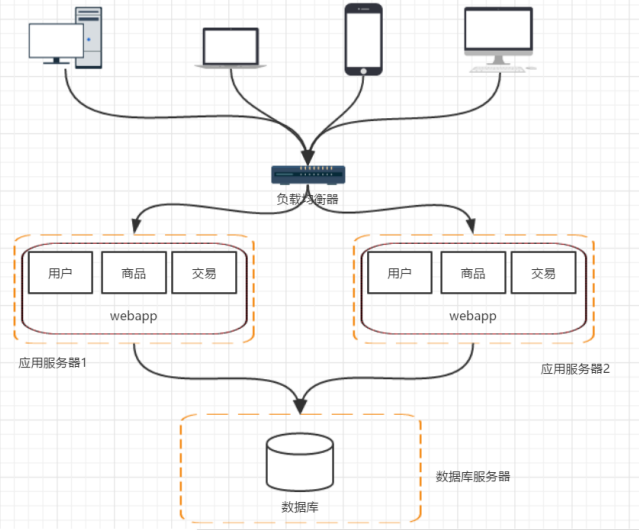 负载均衡器
用户 商品 交易
webapp
用户 商品 交易
webapp
应用服务器1
应用服务器2
数据库
数据库服务器